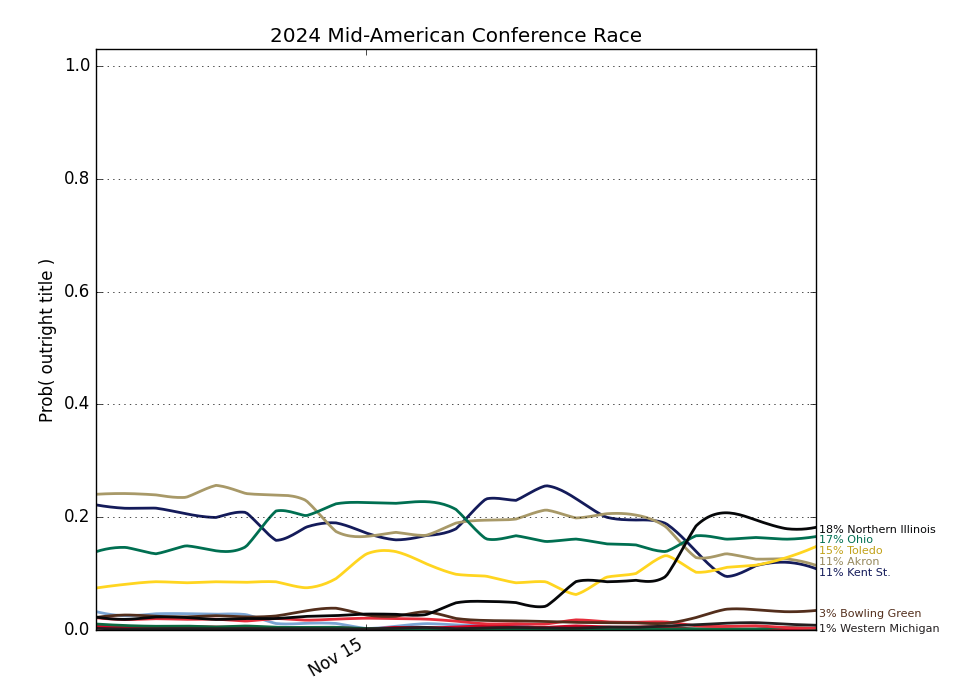 2024 Mid-American Conference Race
Prob( outright title )
1.0
0.8
0.6
0.4
0.2
0.0
Nov 15
18% Northern Illinois
17% Ohio
15% Toledo
11% Akron
11% Kent St.
3% Bowling Green
1% Western Michigan